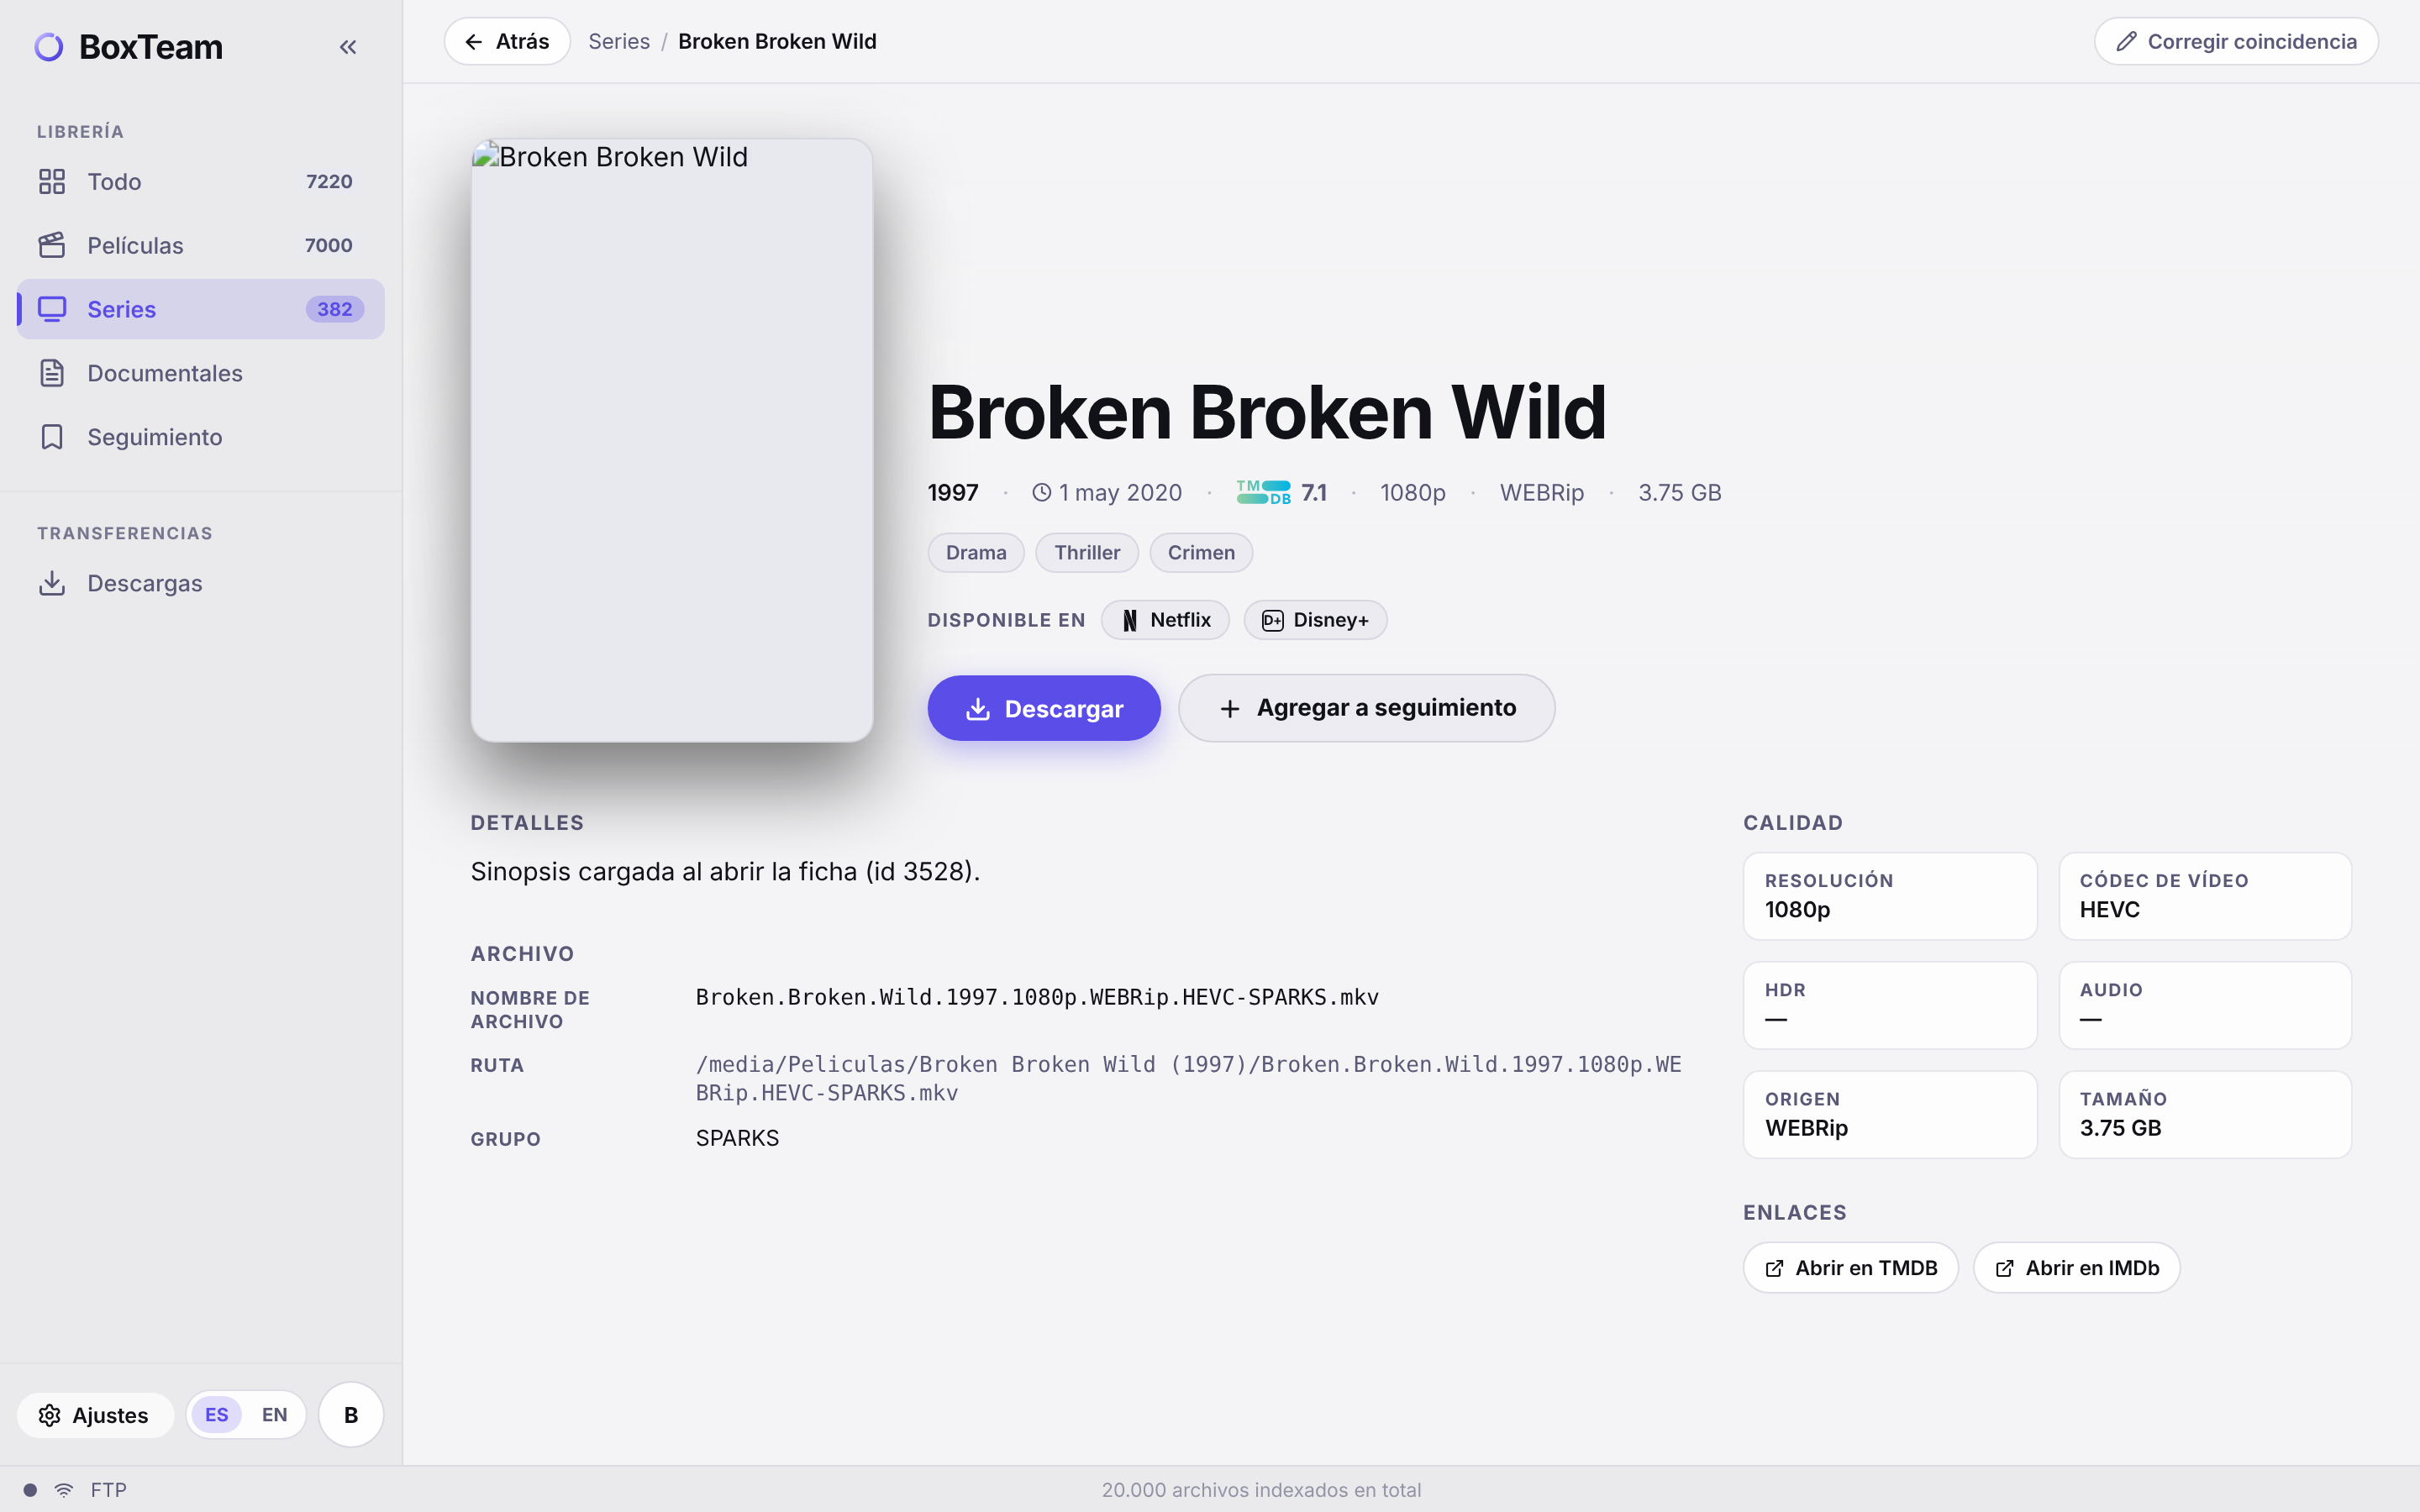 BoxTeam
LIBRERÍA
Todo 7220
Películas 7000
Series 382
Documentales
Seguimiento
TRANSFERENCIAS
Descargas
Ajustes ES EN B
FTP
Atrás Series / Broken Broken Wild
Corregir coincidencia
Broken Broken Wild
Broken Broken Wild
1997 · 1 may 2020 · TMDB 7.1 · 1080p · WEBRip · 3.75 GB
Drama Thriller Crimen
DISPONIBLE EN N Netflix D+ Disney+
Descargar Agregar a seguimiento
DETALLES
Sinopsis cargada al abrir la ficha (id 3528).
ARCHIVO
NOMBRE DE
ARCHIVO
Broken.Broken.Wild.1997.1080p.WEBRip.HEVC-SPARKS.mkv
RUTA
/media/Peliculas/Broken Broken Wild (1997)/Broken.Broken.Wild.1997.1080p.WE
BRip.HEVC-SPARKS.mkv
GRUPO
SPARKS
CALIDAD
RESOLUCIÓN
1080p
CÓDEC DE VÍDEO
HEVC
HDR
—
AUDIO
—
ORIGEN
WEBRip
TAMAÑO
3.75 GB
ENLACES
Abrir en TMDB Abrir en IMDb
20.000 archivos indexados en total